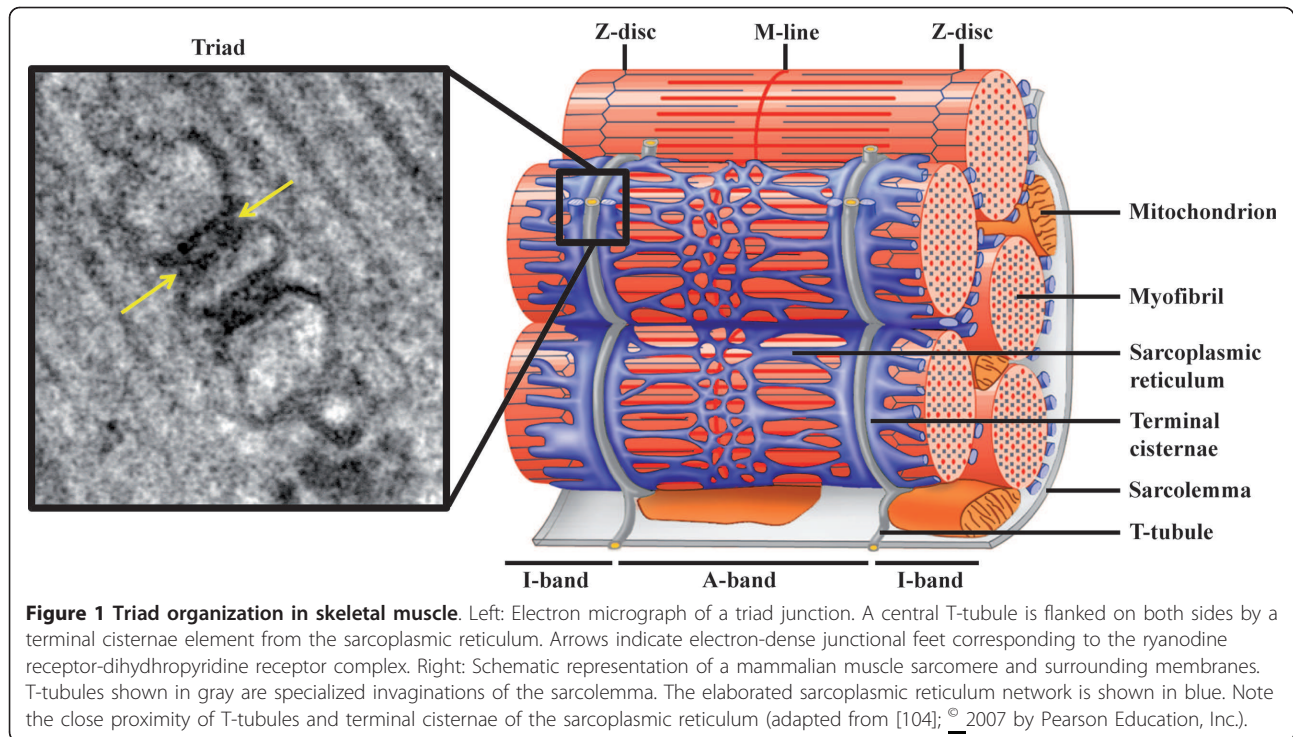 Triad
Z-disc M-line Z-disc
Mitochondrion
Myofibril
Sarcoplasmic
reticulum
Terminal
cisternae
Sarcolemma
T-tubule
I-band A-band I-band
Figure 1 Triad organization in skeletal muscle. Left: Electron micrograph of a triad junction. A central T-tubule is flanked on both sides by a
terminal cisternae element from the sarcoplasmic reticulum. Arrows indicate electron-dense junctional feet corresponding to the ryanodine
receptor-dihydhropyridine receptor complex. Right: Schematic representation of a mammalian muscle sarcomere and surrounding membranes.
T-tubules shown in gray are specialized invaginations of the sarcolemma. The elaborated sarcoplasmic reticulum network is shown in blue. Note
the close proximity of T-tubules and terminal cisternae of the sarcoplasmic reticulum (adapted from [104]; © 2007 by Pearson Education, Inc.).